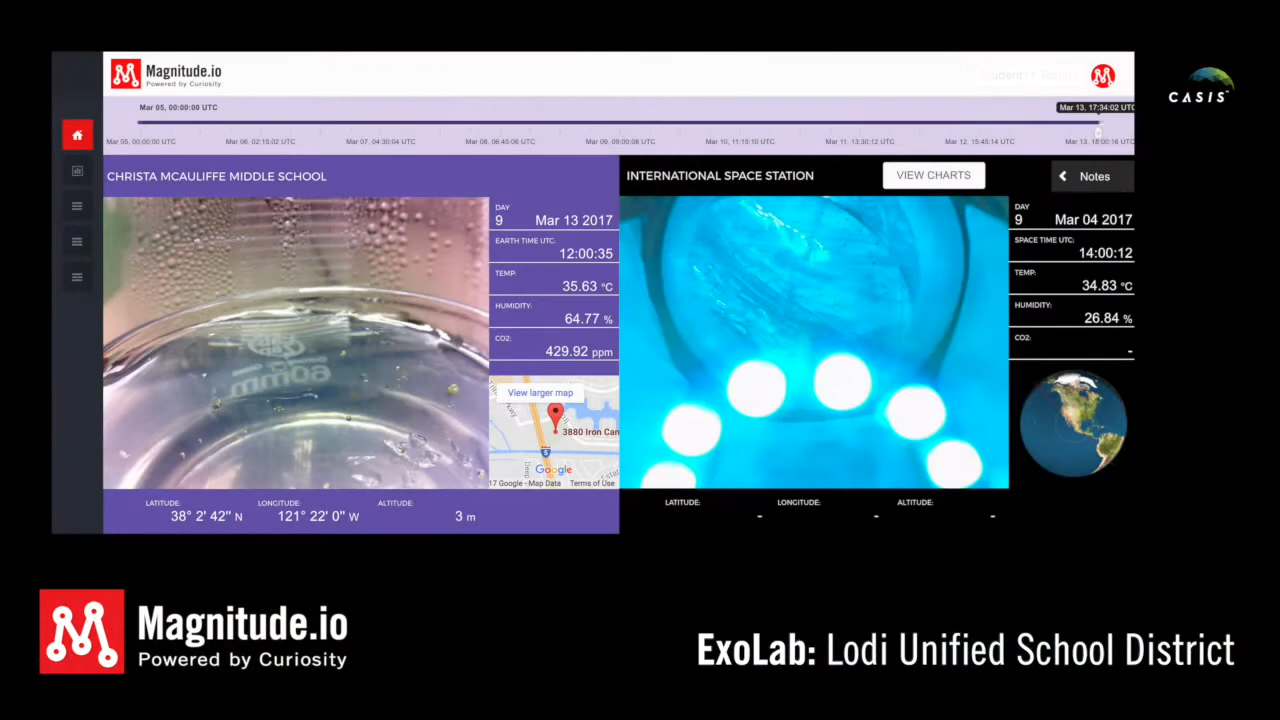 Magnitude.io
Powered by Curiosity
CASIS
Mar 05, 00:00:00 UTC
Mar 13, 17:34:02 UTC
Mar 05, 00:00:00 UTC
Mar 06, 02:15:02 UTC
Mar 07, 04:30:04 UTC
Mar 08, 06:45:06 UTC
Mar 09, 09:00:08 UTC
Mar 10, 11:15:10 UTC
Mar 11, 13:30:12 UTC
Mar 12, 15:45:14 UTC
Mar 13, 18:00:16 UTC
CHRISTA MCAULIFFE MIDDLE SCHOOL
60mm
DAY
9 Mar 13 2017
EARTH TIME UTC:
12:00:35
TEMP:
35.63 °C
HUMIDITY:
64.77 %
CO2:
429.92 ppm
View larger map
3880 Iron Can
5
Google
17 Google - Map Data Terms of Use
LATITUDE: LONGITUDE: ALTITUDE:
38° 2' 42" N 121° 22' 0" W 3 m
INTERNATIONAL SPACE STATION
VIEW CHARTS
Notes
DAY
9 Mar 04 2017
SPACE TIME UTC:
14:00:12
TEMP:
34.83 °C
HUMIDITY:
26.84 %
CO2:
-
LATITUDE: LONGITUDE: ALTITUDE:
- - -
Magnitude.io
Powered by Curiosity
ExoLab: Lodi Unified School District